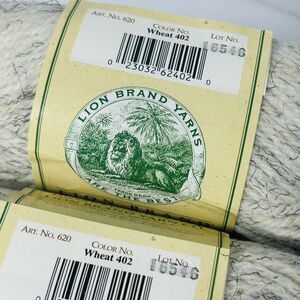 ART. No. 620
COLOR No.
Wheat 402
LOT No.
16546
0 23032 62402 0
LION BRAND YARNS
THE BEST
ART. No. 620
COLOR No.
Wheat 402
LOT No.
16546
0